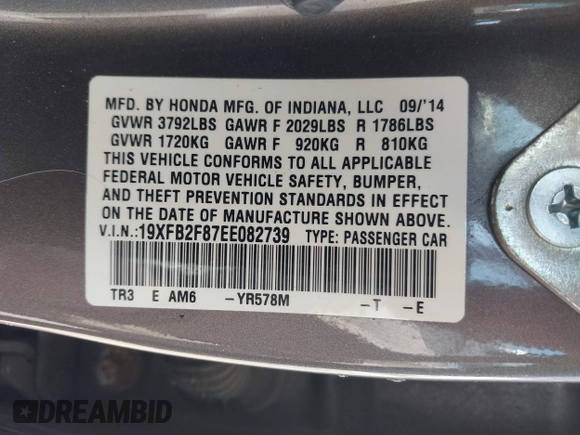 MFD. BY HONDA MFG. OF INDIANA, LLC 09/'14
GVWR 3792LBS GAWR F 2029LBS R 1786LBS
GVWR 1720KG GAWR F 920KG R 810KG
THIS VEHICLE CONFORMS TO ALL APPLICABLE
FEDERAL MOTOR VEHICLE SAFETY, BUMPER,
AND THEFT PREVENTION STANDARDS IN EFFECT
ON THE DATE OF MANUFACTURE SHOWN ABOVE.
V.I.N.:19XFB2F87EE082739 TYPE: PASSENGER CAR
TR3 E AM6 -YR578M -T -E
DREAMBID